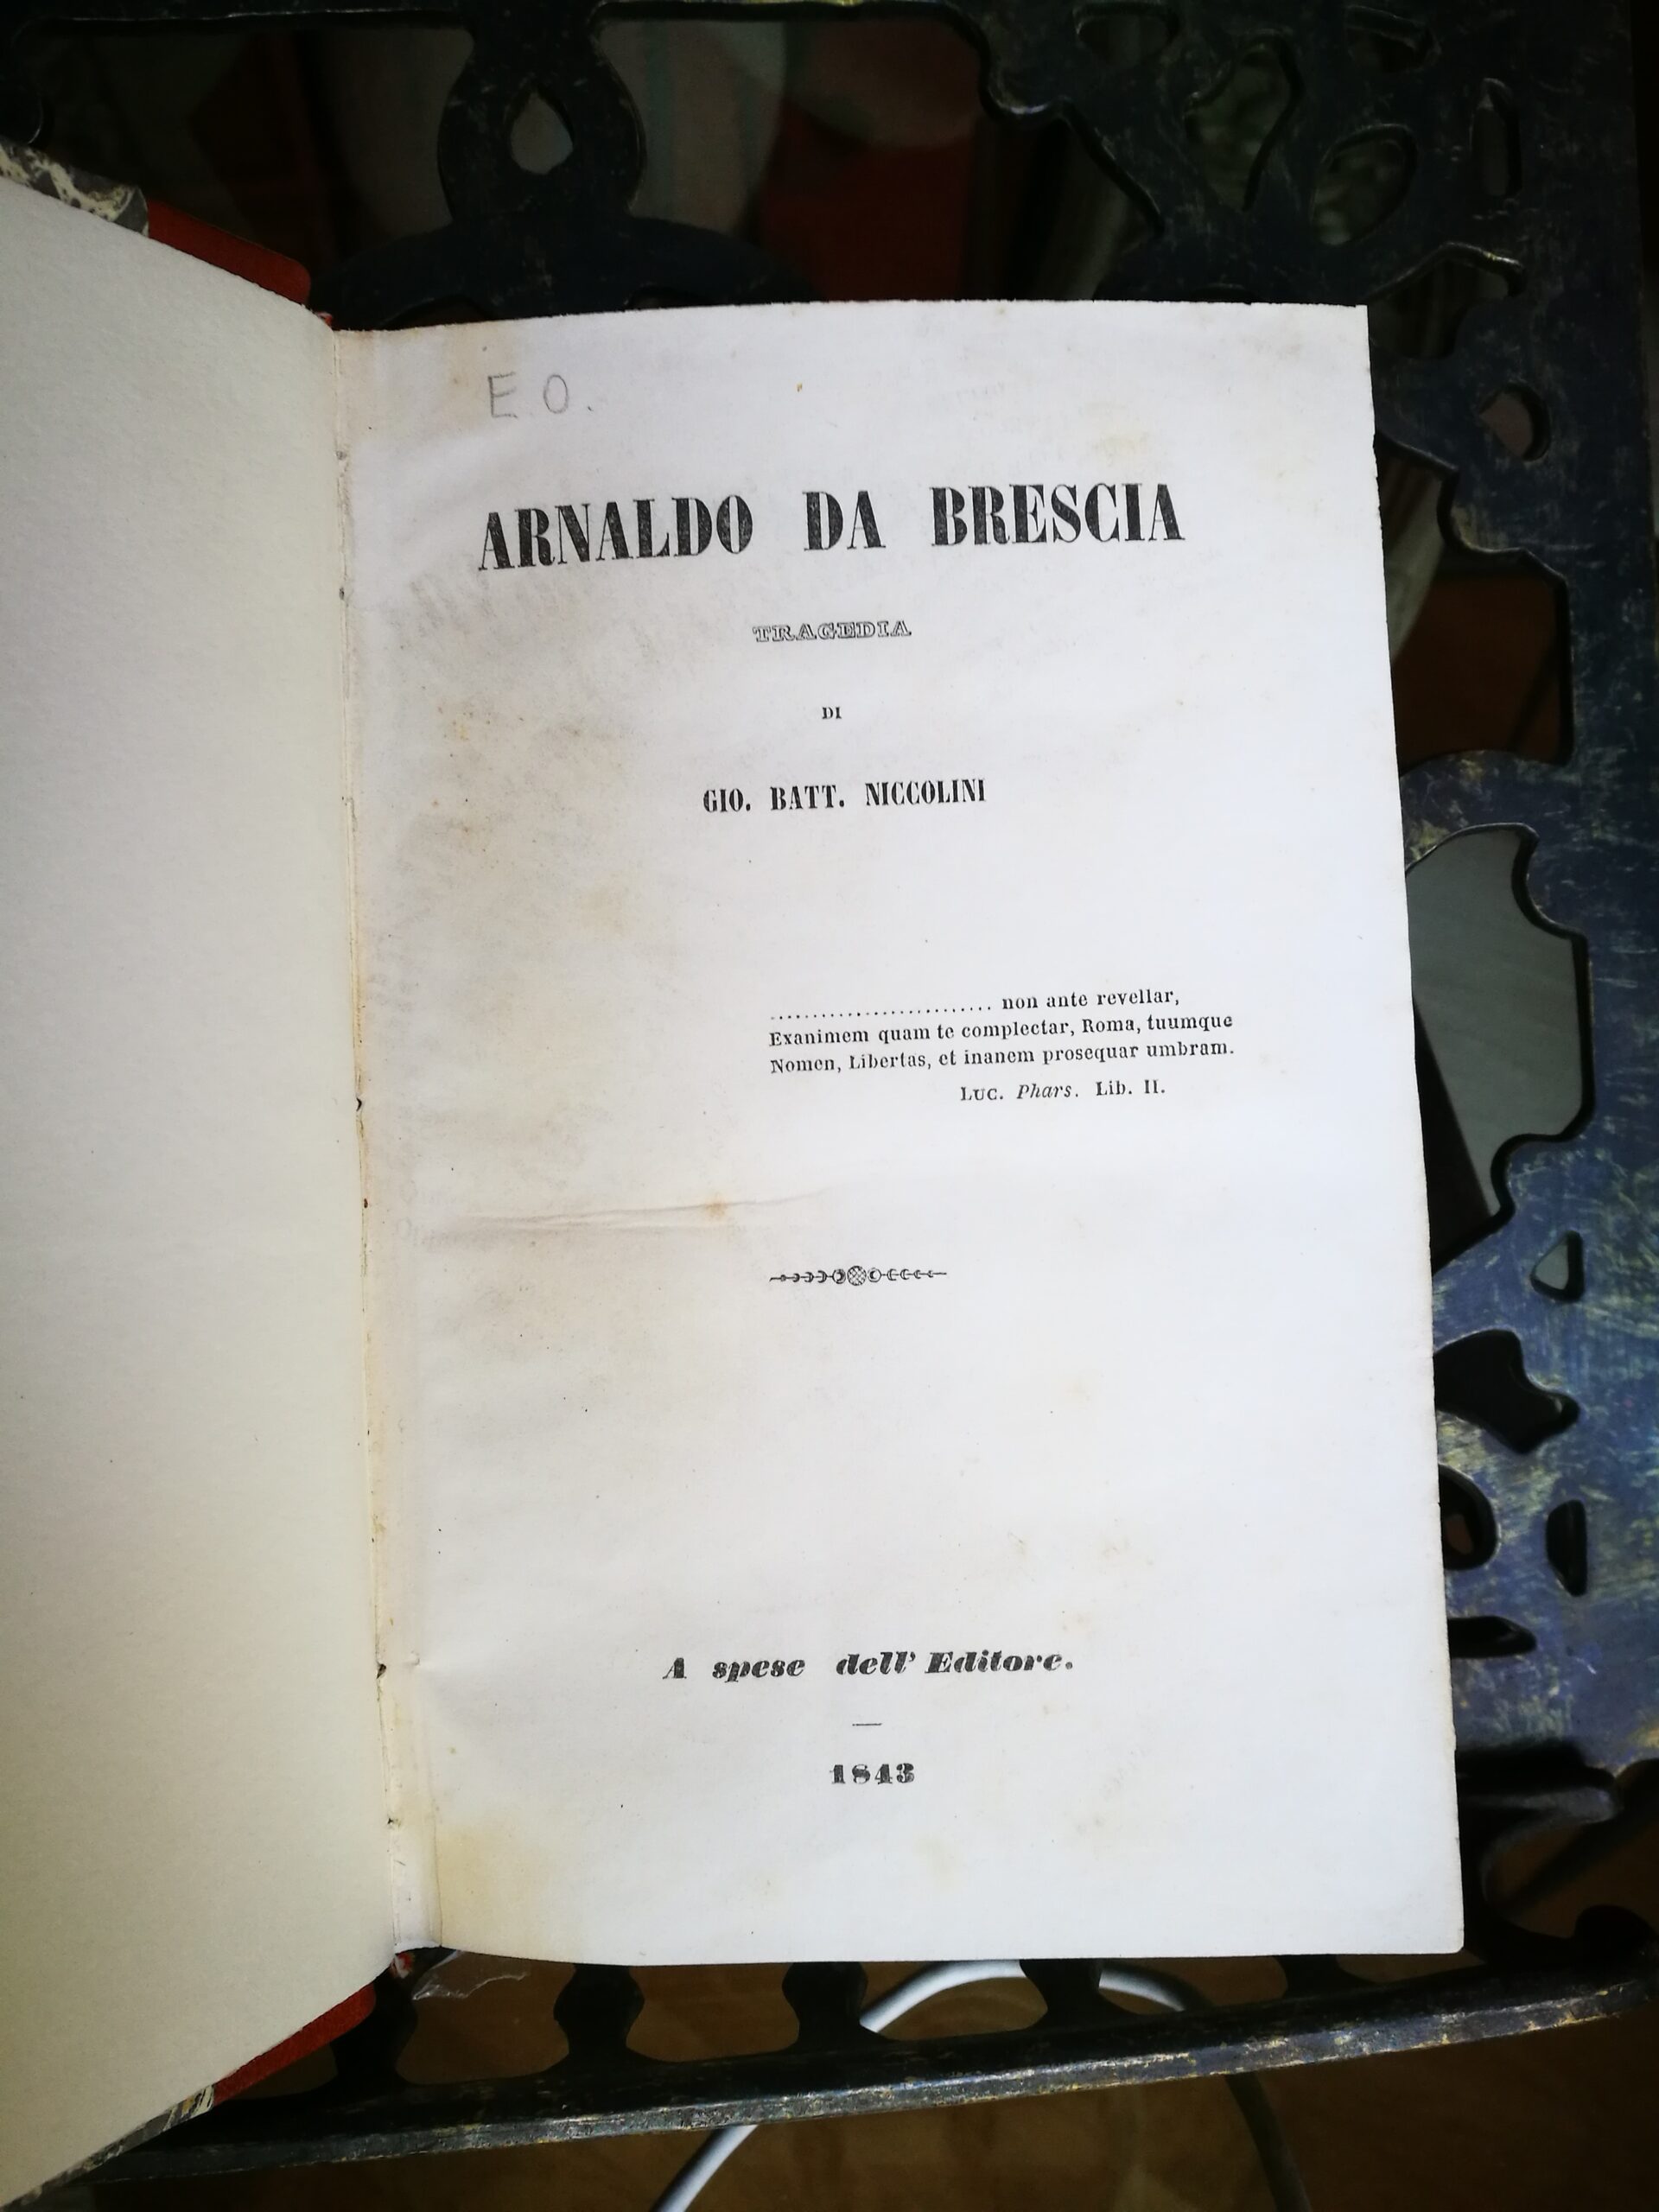 E O.
ARNALDO DA BRESCIA
TRAGEDIA
DI
GIO. BATT. NICCOLINI
........................... non ante revellar,
Exanimem quam te complectar, Roma, tuumque
Nomen, Libertas, et inanem prosequar umbram.
LUC. Phars. Lib. II.
A spese dell' Editore.
1843